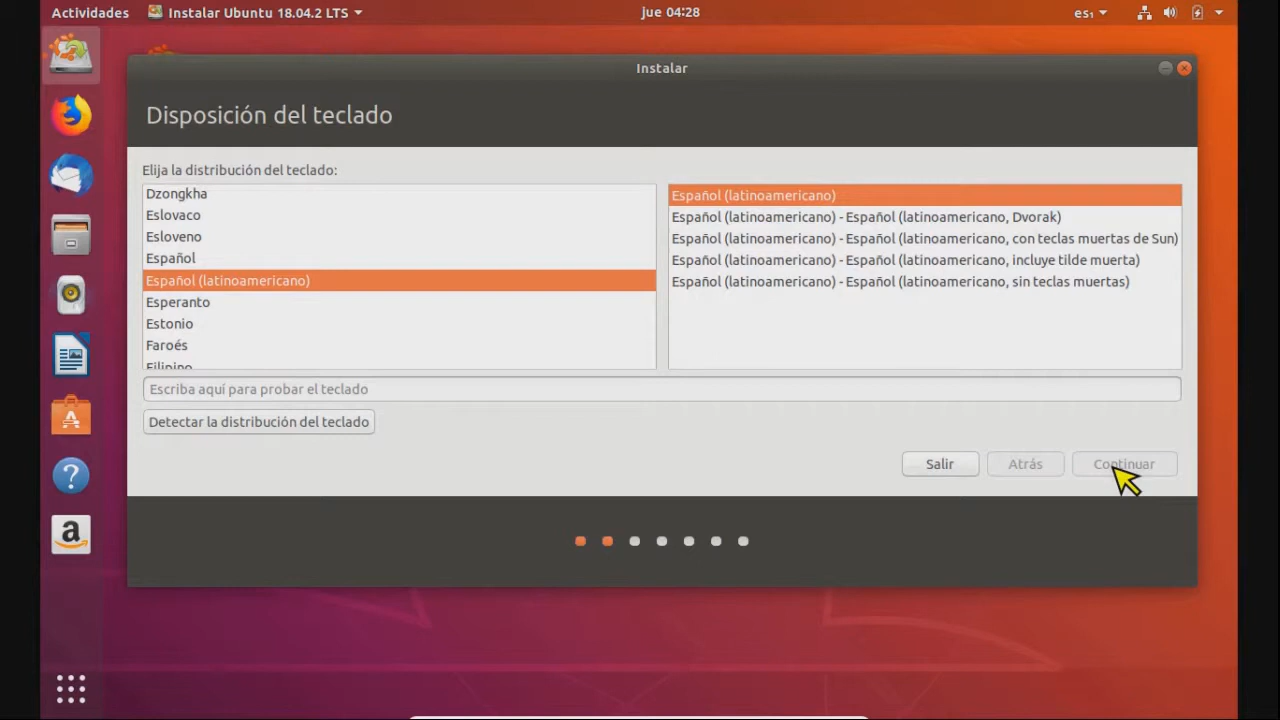 Actividades
Instalar Ubuntu 18.04.2 LTS
jue 04:28
es₁
Instalar
Disposición del teclado
Elija la distribución del teclado:
Dzongkha
Eslovaco
Esloveno
Español
Español (latinoamericano)
Esperanto
Estonio
Faroés
Filipino
Español (latinoamericano)
Español (latinoamericano) - Español (latinoamericano, Dvorak)
Español (latinoamericano) - Español (latinoamericano, con teclas muertas de Sun)
Español (latinoamericano) - Español (latinoamericano, incluye tilde muerta)
Español (latinoamericano) - Español (latinoamericano, sin teclas muertas)
Escriba aquí para probar el teclado
Detectar la distribución del teclado
Salir
Atrás
Continuar